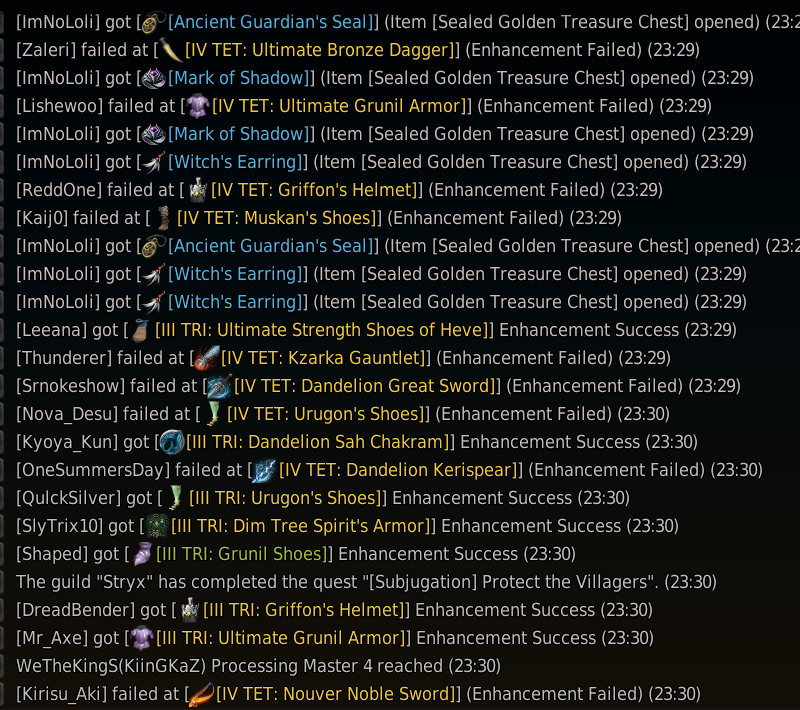 [ImNoLoli] got [[Ancient Guardian's Seal]] (Item [Sealed Golden Treasure Chest] opened) (23:2
[Zaleri] failed at [[IV TET: Ultimate Bronze Dagger]] (Enhancement Failed) (23:29)
[ImNoLoli] got [[Mark of Shadow]] (Item [Sealed Golden Treasure Chest] opened) (23:29)
[Lishewoo] failed at [[IV TET: Ultimate Grunil Armor]] (Enhancement Failed) (23:29)
[ImNoLoli] got [[Mark of Shadow]] (Item [Sealed Golden Treasure Chest] opened) (23:29)
[ImNoLoli] got [[Witch's Earring]] (Item [Sealed Golden Treasure Chest] opened) (23:29)
[ReddOne] failed at [[IV TET: Griffon's Helmet]] (Enhancement Failed) (23:29)
[Kaij0] failed at [[IV TET: Muskan's Shoes]] (Enhancement Failed) (23:29)
[ImNoLoli] got [[Ancient Guardian's Seal]] (Item [Sealed Golden Treasure Chest] opened) (23:2
[ImNoLoli] got [[Witch's Earring]] (Item [Sealed Golden Treasure Chest] opened) (23:29)
[ImNoLoli] got [[Witch's Earring]] (Item [Sealed Golden Treasure Chest] opened) (23:29)
[Leeana] got [[III TRI: Ultimate Strength Shoes of Heve]] Enhancement Success (23:29)
[Thunderer] failed at [[IV TET: Kzarka Gauntlet]] (Enhancement Failed) (23:29)
[Srnokeshow] failed at [[IV TET: Dandelion Great Sword]] (Enhancement Failed) (23:29)
[Nova_Desu] failed at [[IV TET: Urugon's Shoes]] (Enhancement Failed) (23:30)
[Kyoya_Kun] got [[III TRI: Dandelion Sah Chakram]] Enhancement Success (23:30)
[OneSummersDay] failed at [[IV TET: Dandelion Kerispear]] (Enhancement Failed) (23:30)
[QulckSilver] got [[III TRI: Urugon's Shoes]] Enhancement Success (23:30)
[SlyTrix10] got [[III TRI: Dim Tree Spirit's Armor]] Enhancement Success (23:30)
[Shaped] got [[III TRI: Grunil Shoes]] Enhancement Success (23:30)
The guild "Stryx" has completed the quest "[Subjugation] Protect the Villagers". (23:30)
[DreadBender] got [[III TRI: Griffon's Helmet]] Enhancement Success (23:30)
[Mr_Axe] got [[III TRI: Ultimate Grunil Armor]] Enhancement Success (23:30)
WeTheKingS(KiinGKaZ) Processing Master 4 reached (23:30)
[Kirisu_Aki] failed at [[IV TET: Nouver Noble Sword]] (Enhancement Failed) (23:30)